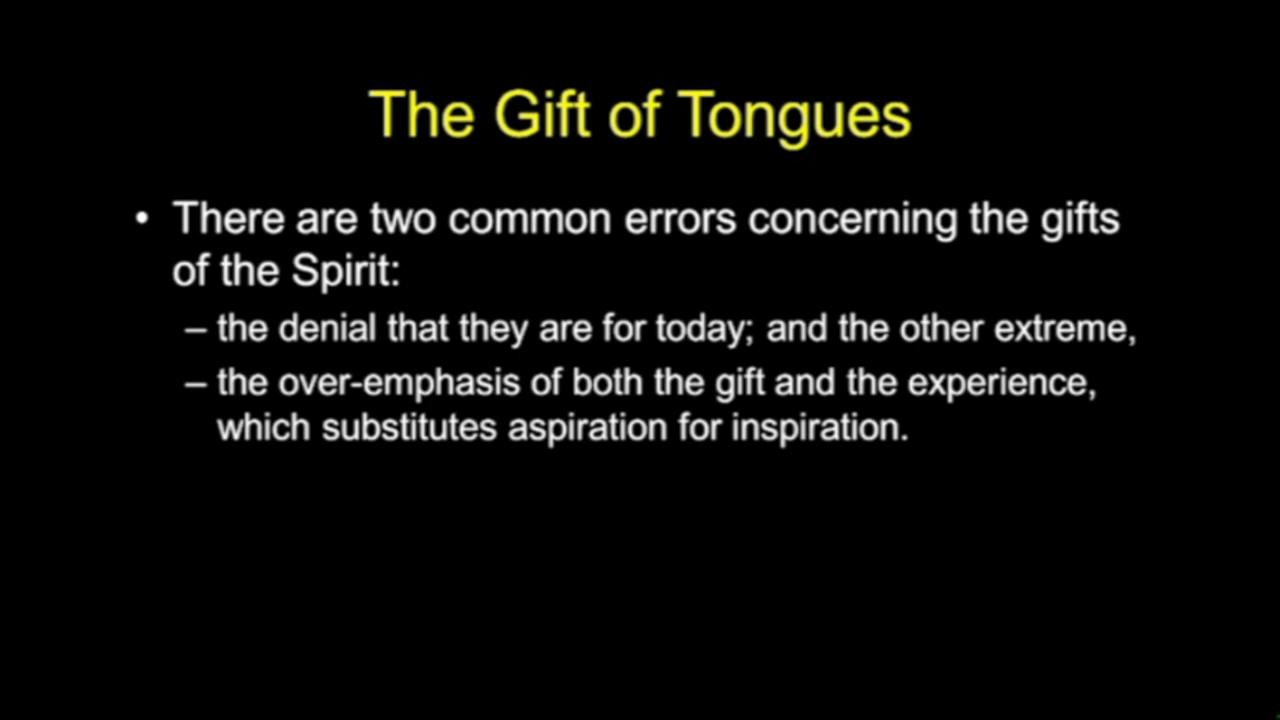 The Gift of Tongues
• There are two common errors concerning the gifts
of the Spirit:
– the denial that they are for today; and the other extreme,
– the over-emphasis of both the gift and the experience,
which substitutes aspiration for inspiration.